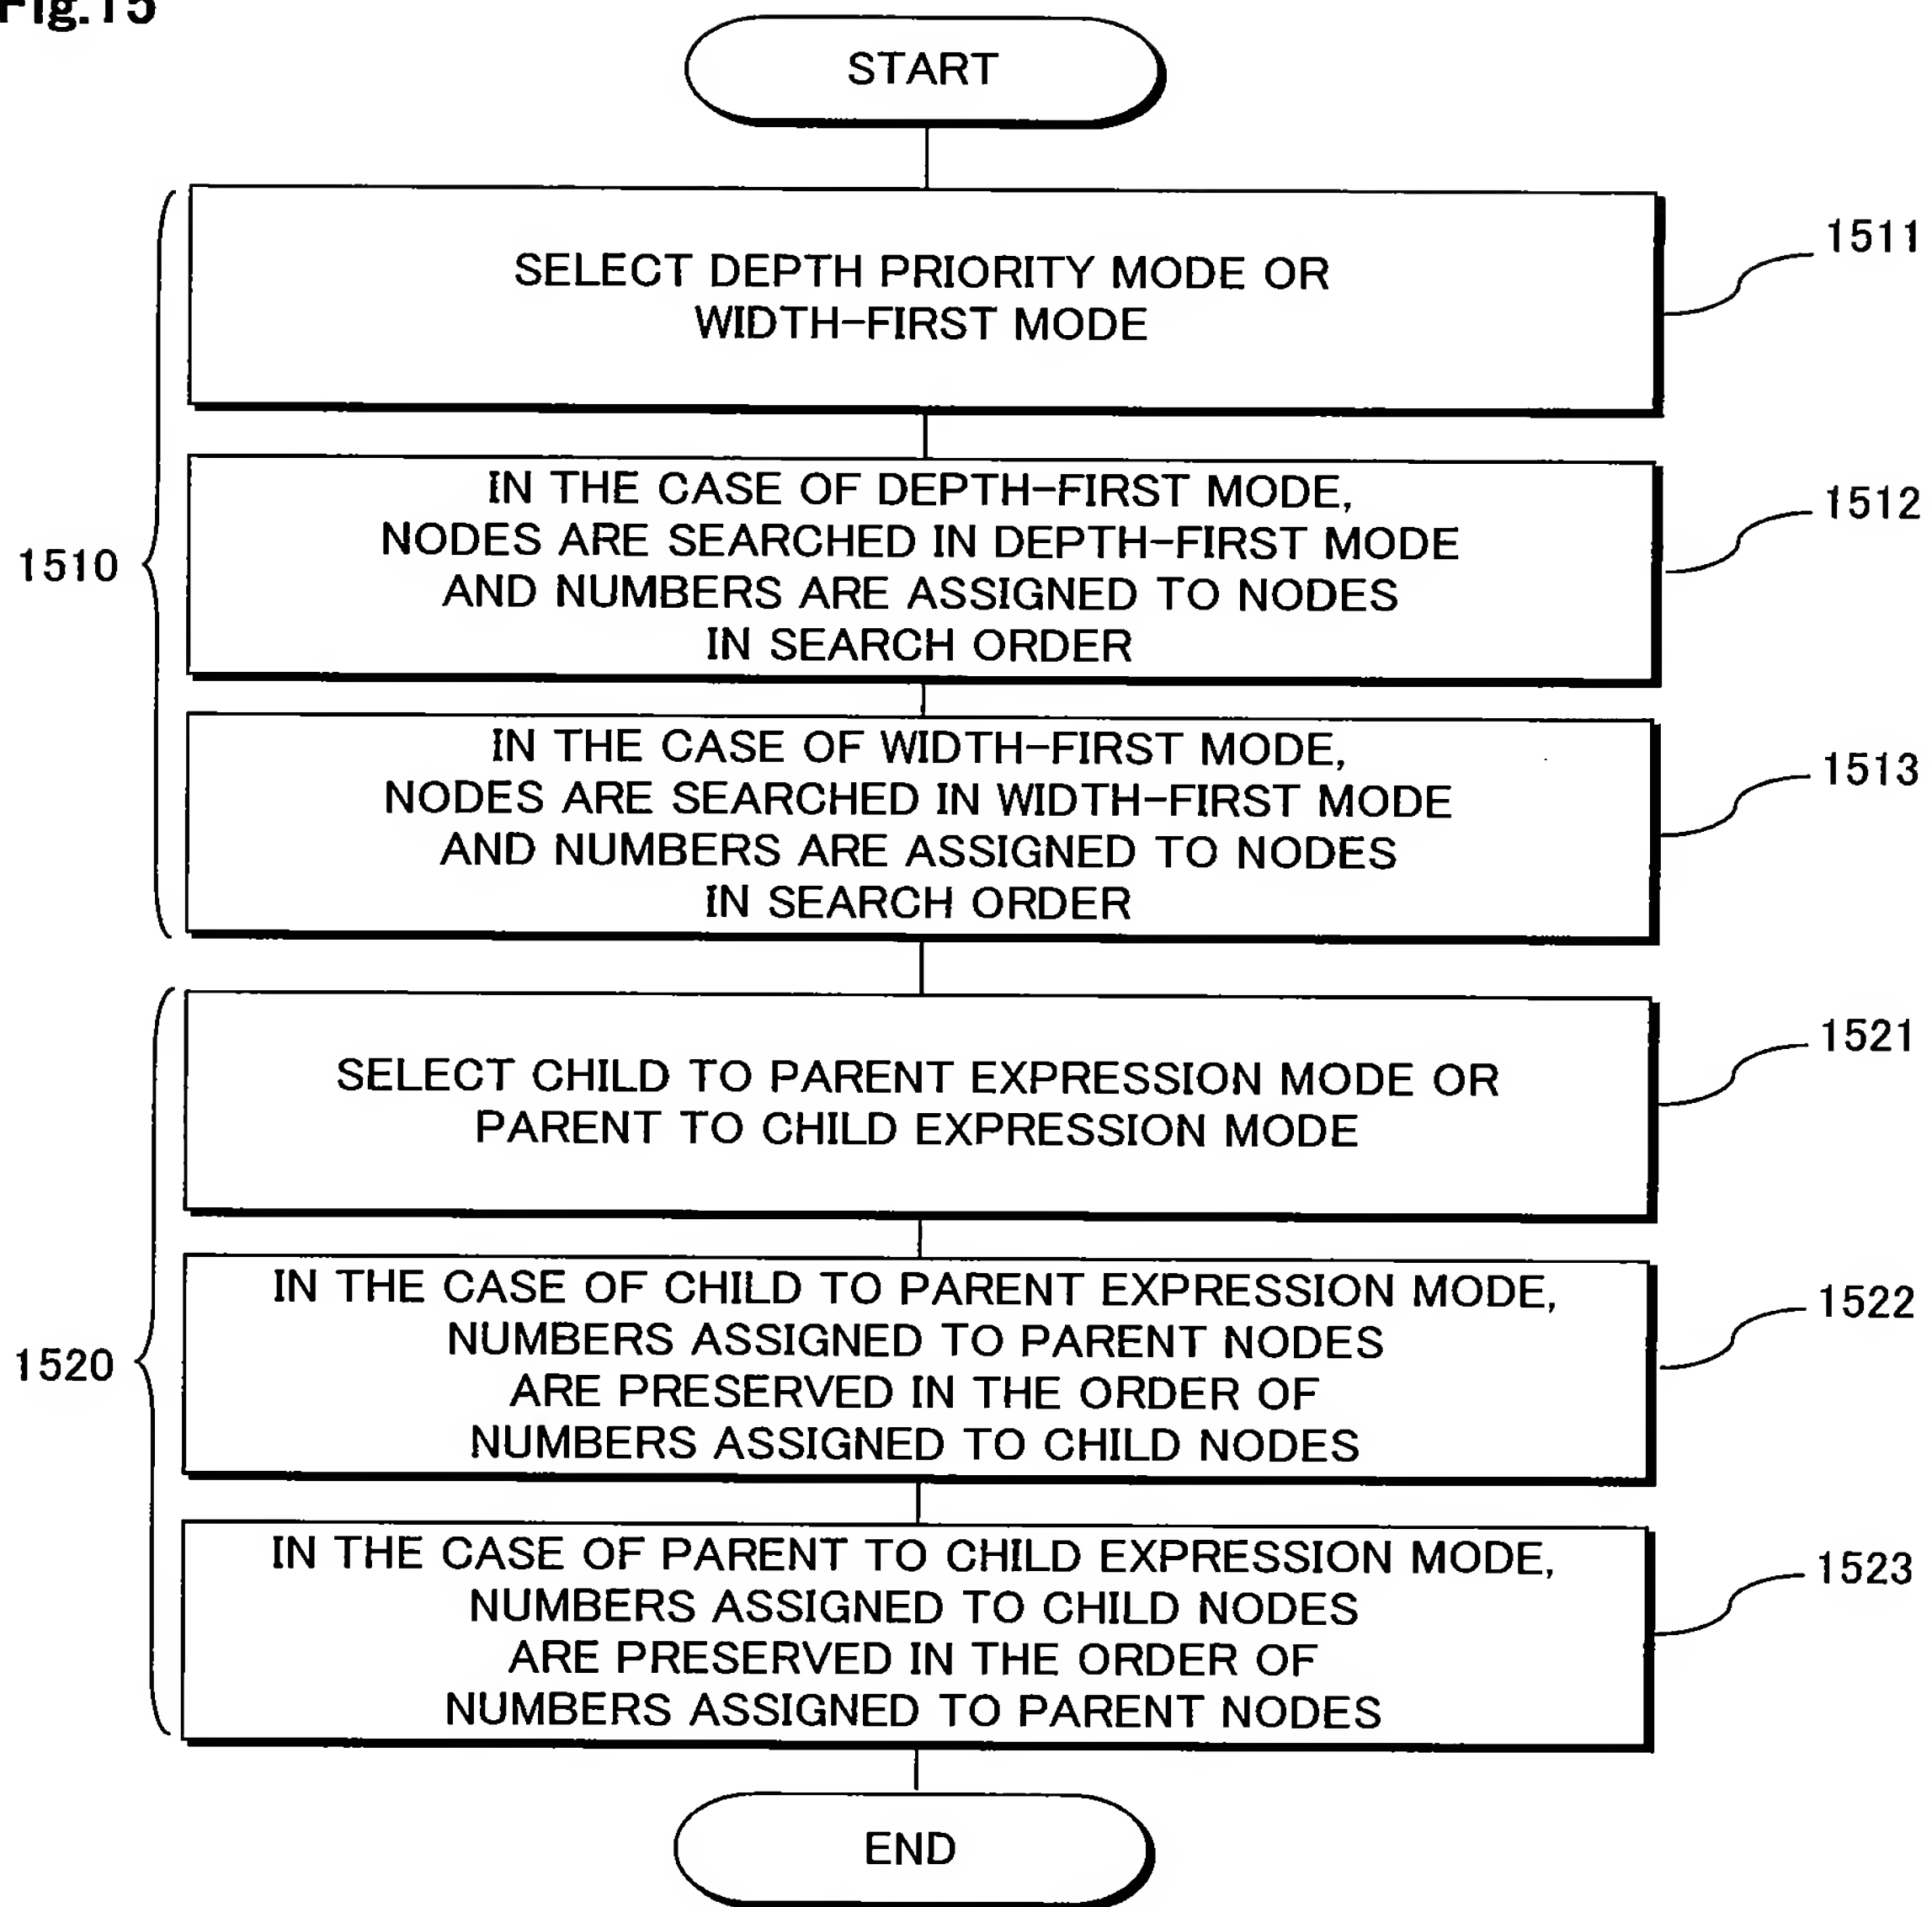 Fig.15
START
SELECT DEPTH PRIORITY MODE OR
WIDTH-FIRST MODE
1511
IN THE CASE OF DEPTH-FIRST MODE,
NODES ARE SEARCHED IN DEPTH-FIRST MODE
AND NUMBERS ARE ASSIGNED TO NODES
IN SEARCH ORDER
1512
1510
IN THE CASE OF WIDTH-FIRST MODE,
NODES ARE SEARCHED IN WIDTH-FIRST MODE
AND NUMBERS ARE ASSIGNED TO NODES
IN SEARCH ORDER
1513
SELECT CHILD TO PARENT EXPRESSION MODE OR
PARENT TO CHILD EXPRESSION MODE
1521
IN THE CASE OF CHILD TO PARENT EXPRESSION MODE,
NUMBERS ASSIGNED TO PARENT NODES
ARE PRESERVED IN THE ORDER OF
NUMBERS ASSIGNED TO CHILD NODES
1522
1520
IN THE CASE OF PARENT TO CHILD EXPRESSION MODE,
NUMBERS ASSIGNED TO CHILD NODES
ARE PRESERVED IN THE ORDER OF
NUMBERS ASSIGNED TO PARENT NODES
1523
END